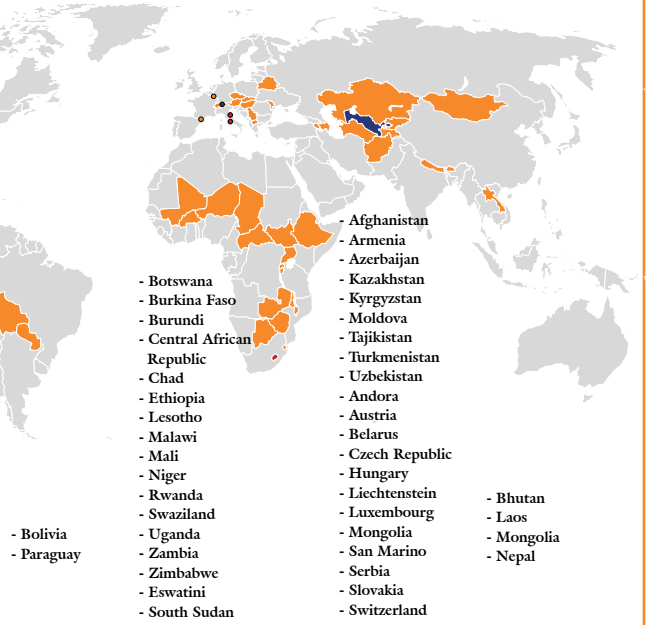 - Bolivia
- Paraguay
- Botswana
- Burkina Faso
- Burundi
- Central African
Republic
- Chad
- Ethiopia
- Lesotho
- Malawi
- Mali
- Niger
- Rwanda
- Swaziland
- Uganda
- Zambia
- Zimbabwe
- Eswatini
- South Sudan
- Afghanistan
- Armenia
- Azerbaijan
- Kazakhstan
- Kyrgyzstan
- Moldova
- Tajikistan
- Turkmenistan
- Uzbekistan
- Andora
- Austria
- Belarus
- Czech Republic
- Hungary
- Liechtenstein
- Luxembourg
- Mongolia
- San Marino
- Serbia
- Slovakia
- Switzerland
- Bhutan
- Laos
- Mongolia
- Nepal